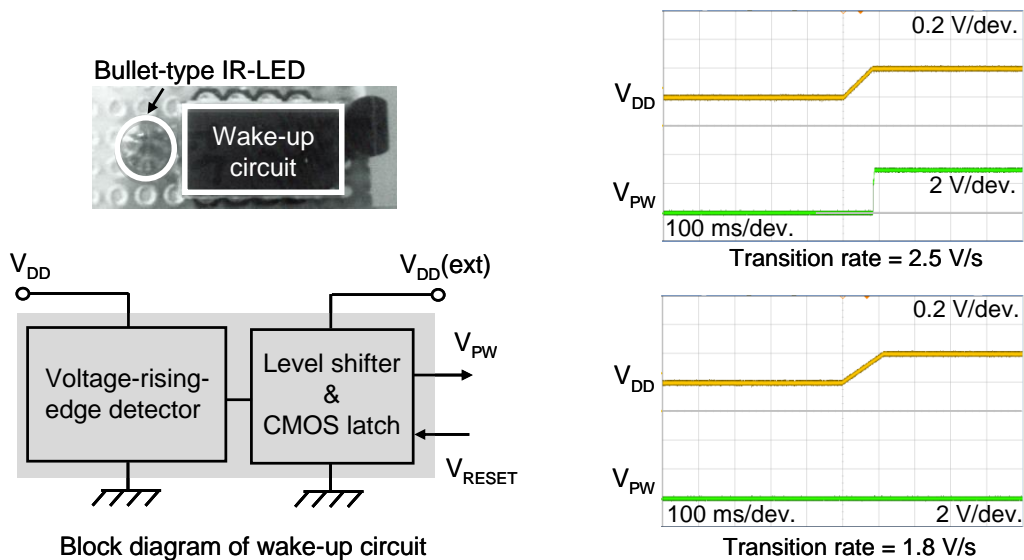 Bullet-type IR-LED
Wake-up
circuit
V_DD
V_DD(ext)
Voltage-rising-
edge detector
Level shifter
&
CMOS latch
V_PW
V_RESET
Block diagram of wake-up circuit
0.2 V/dev.
V_DD
V_PW
2 V/dev.
100 ms/dev.
Transition rate = 2.5 V/s
0.2 V/dev.
V_DD
V_PW
100 ms/dev.
2 V/dev.
Transition rate = 1.8 V/s